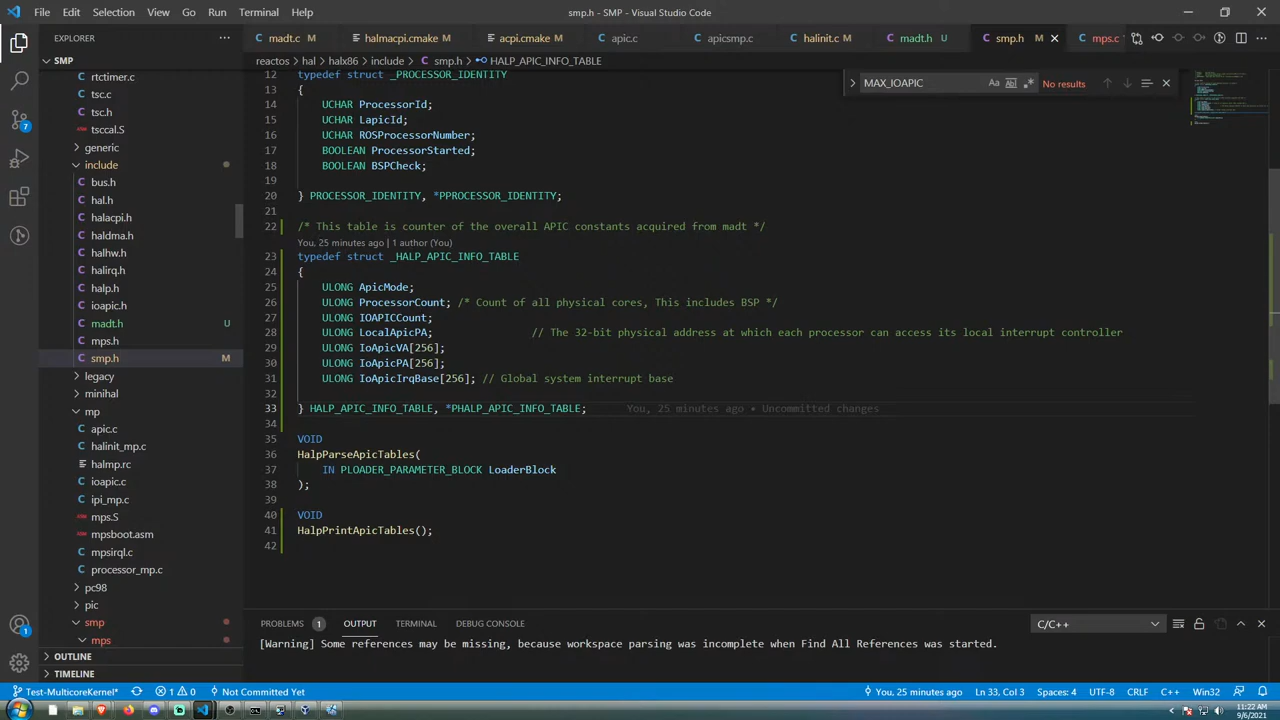 File Edit Selection View Go Run Terminal Help
smp.h - SMP - Visual Studio Code
EXPLORER ···
madt.c M halmacpi.cmake M acpi.cmake M apic.c apicsmp.c halinit.c M madt.h U smp.h M mps.c
SMP
reactos > hal > halx86 > include > smp.h > HALP_APIC_INFO_TABLE
MAX_IOAPIC Aa Abl .* No results
rtctimer.c
tsc.c
tsc.h
tsccal.S
generic
include
bus.h
hal.h
halacpi.h
haldma.h
halhw.h
halirq.h
halp.h
ioapic.h
madt.h U
mps.h
smp.h M
legacy
minihal
mp
apic.c
halinit_mp.c
halmp.rc
ioapic.c
ipi_mp.c
mps.S
mpsboot.asm
mpsirql.c
processor_mp.c
pc98
pic
smp
mps
OUTLINE
TIMELINE
7
1
12 typedef struct _PROCESSOR_IDENTITY
13 {
14 UCHAR ProcessorId;
15 UCHAR LapicId;
16 UCHAR ROSProcessorNumber;
17 BOOLEAN ProcessorStarted;
18 BOOLEAN BSPCheck;
19
20 } PROCESSOR_IDENTITY, *PPROCESSOR_IDENTITY;
21
22 /* This table is counter of the overall APIC constants acquired from madt */
You, 25 minutes ago | 1 author (You)
23 typedef struct _HALP_APIC_INFO_TABLE
24 {
25 ULONG ApicMode;
26 ULONG ProcessorCount; /* Count of all physical cores, This includes BSP */
27 ULONG IOAPICCount;
28 ULONG LocalApicPA; // The 32-bit physical address at which each processor can access its local interrupt controller
29 ULONG IoApicVA[256];
30 ULONG IoApicPA[256];
31 ULONG IoApicIrqBase[256]; // Global system interrupt base
32
33 } HALP_APIC_INFO_TABLE, *PHALP_APIC_INFO_TABLE; You, 25 minutes ago • Uncommitted changes
34
35 VOID
36 HalpParseApicTables(
37 IN PLOADER_PARAMETER_BLOCK LoaderBlock
38 );
39
40 VOID
41 HalpPrintApicTables();
42
PROBLEMS 1 OUTPUT TERMINAL DEBUG CONSOLE C/C++
[Warning] Some references may be missing, because workspace parsing was incomplete when Find All References was started.
Test-MulticoreKernel* 1 0 Not Committed Yet You, 25 minutes ago Ln 33, Col 3 Spaces: 4 UTF-8 CRLF C++ Win32
11:22 AM
9/6/2021